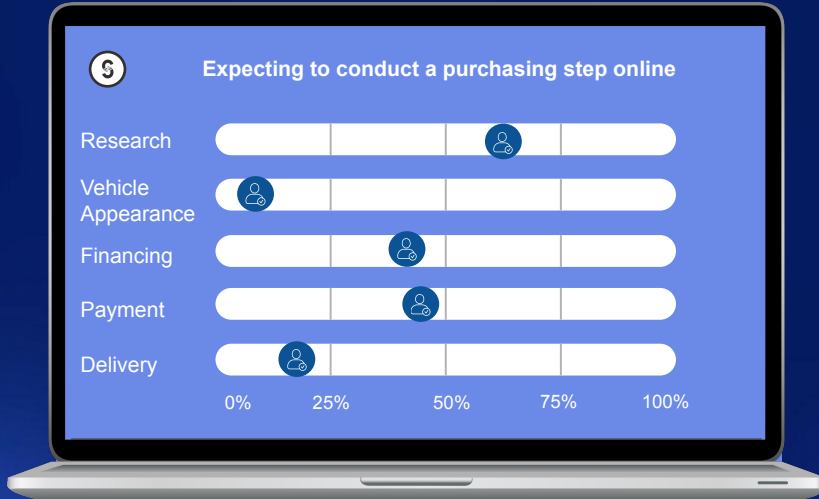 S
Expecting to conduct a purchasing step online
Research
Vehicle
Appearance
Financing
Payment
Delivery
0% 25% 50% 75% 100%